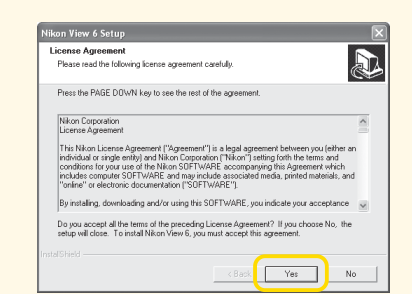 Nikon View 6 Setup
License Agreement
Please read the following license agreement carefully.
Press the PAGE DOWN key to see the rest of the agreement.
Nikon Corporation
License Agreement
This Nikon License Agreement ("Agreement") is a legal agreement between you (either an
individual or single entity) and Nikon Corporation ("Nikon") setting forth the terms and
conditions for your use of the Nikon SOFTWARE accompanying this Agreement which
includes computer SOFTWARE and may include associated media, printed materials, and
"online" or electronic documentation ("SOFTWARE").
By installing, downloading and/or using this SOFTWARE, you indicate your acceptance
Do you accept all the terms of the preceding License Agreement? If you choose No, the
setup will close. To install Nikon View 6, you must accept this agreement.
InstallShield
< Back Yes No